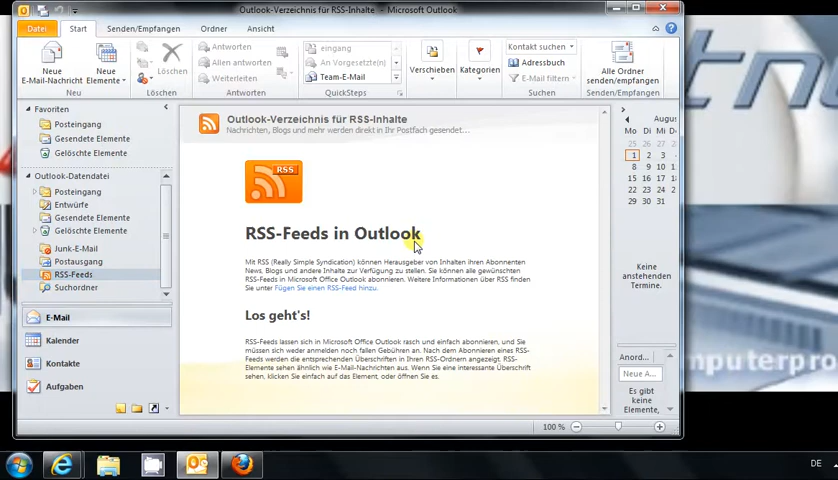 Outlook-Verzeichnis für RSS-Inhalte - Microsoft Outlook
Datei Start Senden/Empfangen Ordner Ansicht
Neue E-Mail-Nachricht
Neue Elemente
Neu
Löschen
Löschen
Antworten
Allen antworten
Weiterleiten
Antworten
eingang
An Vorgesetzte(n)
Team-E-Mail
QuickSteps
Verschieben
Kategorien
Kontakt suchen
Adressbuch
E-Mail filtern
Suchen
Alle Ordner senden/empfangen
Senden/Empfangen
Favoriten
Posteingang
Gesendete Elemente
Gelöschte Elemente
Outlook-Datendatei
Posteingang
Entwürfe
Gesendete Elemente
Gelöschte Elemente
Junk-E-Mail
Postausgang
RSS-Feeds
Suchordner
E-Mail
Kalender
Kontakte
Aufgaben
Outlook-Verzeichnis für RSS-Inhalte
Nachrichten, Blogs und mehr werden direkt in Ihr Postfach gesendet...
RSS
RSS-Feeds in Outlook
Mit RSS (Really Simple Syndication) können Herausgeber von Inhalten ihren Abonnenten
News, Blogs und andere Inhalte zur Verfügung zu stellen. Sie können alle gewünschten
RSS-Feeds in Microsoft Office Outlook abonnieren. Weitere Informationen über RSS finden
Sie unter Fügen Sie einen RSS-Feed hinzu.
Los geht's!
RSS-Feeds lassen sich in Microsoft Office Outlook rasch und einfach abonnieren, und Sie
müssen sich weder anmelden noch fallen Gebühren an. Nach dem Abonnieren eines RSS-
Feeds werden die entsprechenden Überschriften in Ihren RSS-Ordnern angezeigt. RSS-
Elemente sehen ähnlich wie E-Mail-Nachrichten aus. Wenn Sie eine interessante Überschrift
sehen, klicken Sie einfach auf das Element, oder öffnen Sie es.
Augus
Mo Di Mi
25 26 27
1 2 3
8 9 10
15 16 17
22 23 24
29 30 31
Keine
anstehenden
Termine.
Anord...
Neue A...
Es gibt
keine
Elemente,
100 %
tno
mputerpro
DE